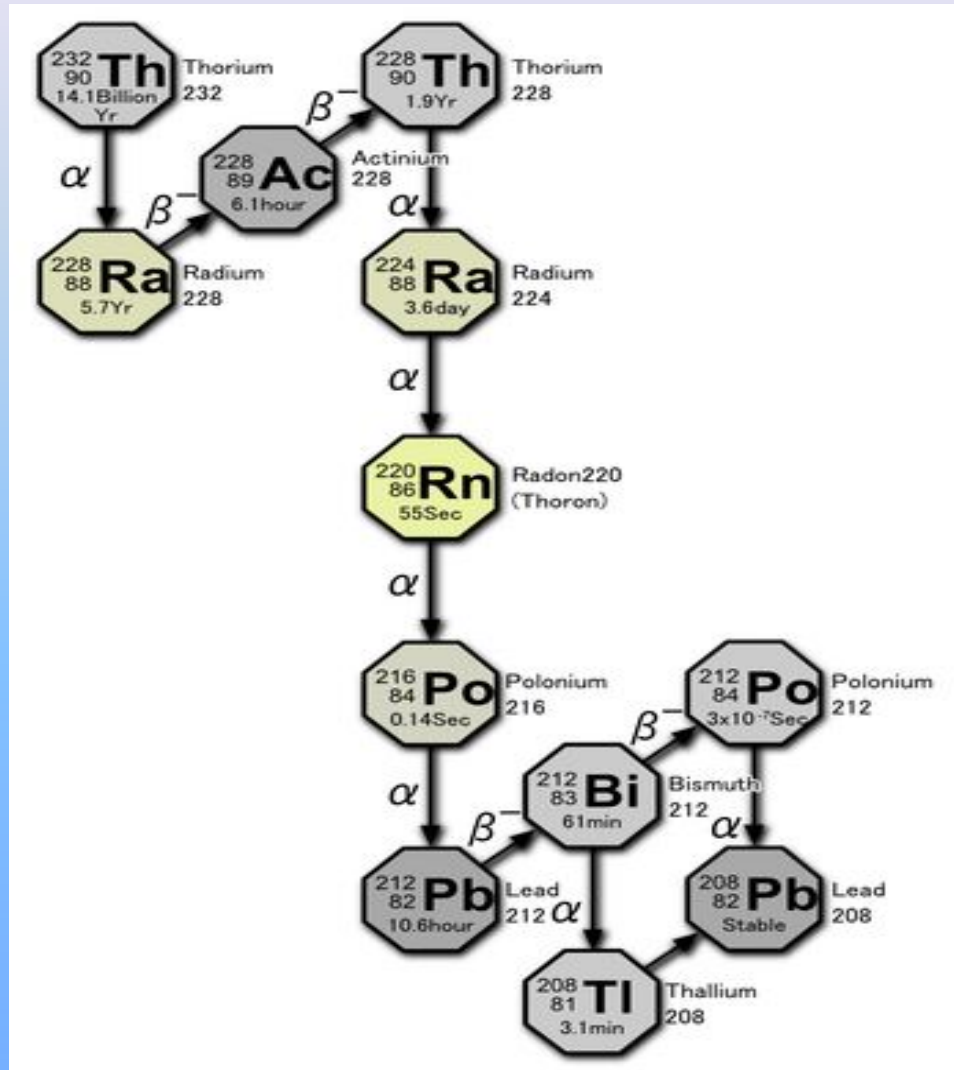 232
90
Th
14.1Billion
Yr
Thorium
232
α
228
88
Ra
5.7Yr
Radium
228
β⁻
228
89
Ac
6.1hour
Actinium
228
β⁻
228
90
Th
1.9Yr
Thorium
228
α
224
88
Ra
3.6day
Radium
224
α
220
86
Rn
55Sec
Radon220
(Thoron)
α
216
84
Po
0.14Sec
Polonium
216
α
212
82
Pb
10.6hour
Lead
212
β⁻
212
83
Bi
61min
Bismuth
212
β⁻
212
84
Po
3x10⁻⁷Sec
Polonium
212
α
α
208
81
Tl
3.1min
Thallium
208
208
82
Pb
Stable
Lead
208